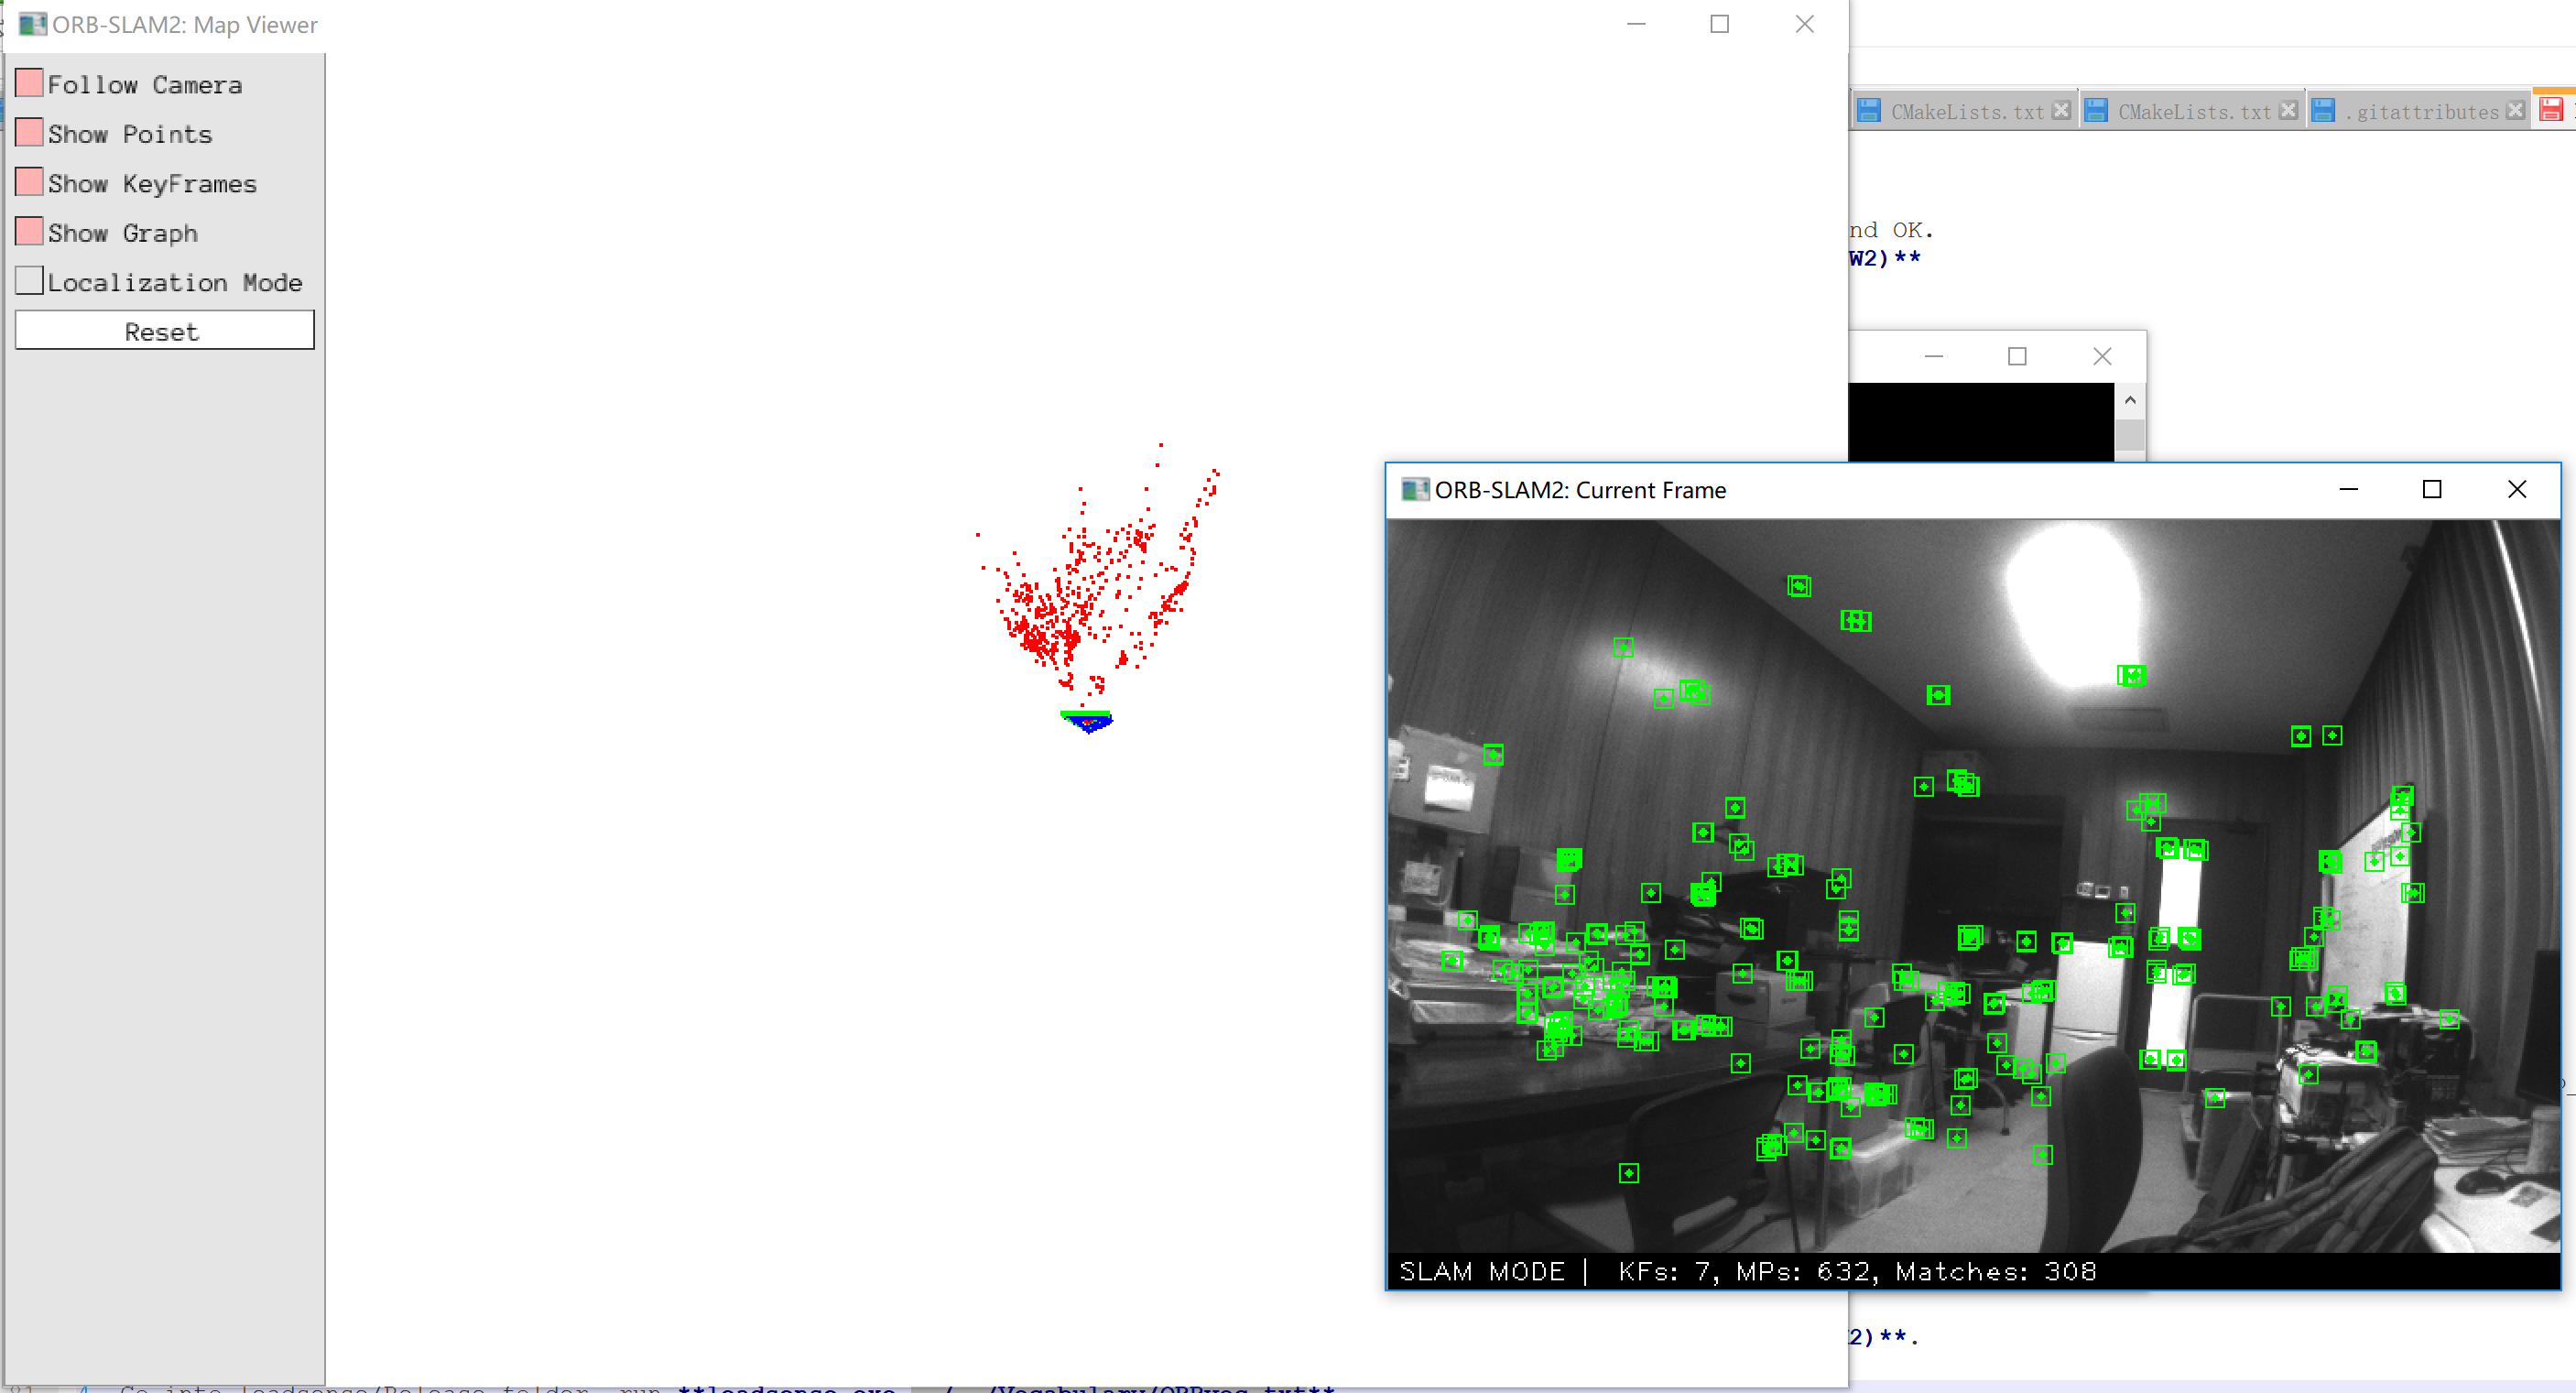 ORB-SLAM2: Map Viewer
Follow Camera
Show Points
Show KeyFrames
Show Graph
Localization Mode
Reset
CMakeLists.txt
CMakeLists.txt
.gitattributes
nd OK.
W2)**
ORB-SLAM2: Current Frame
SLAM MODE | KFs: 7, MPs: 632, Matches: 308
2)**.